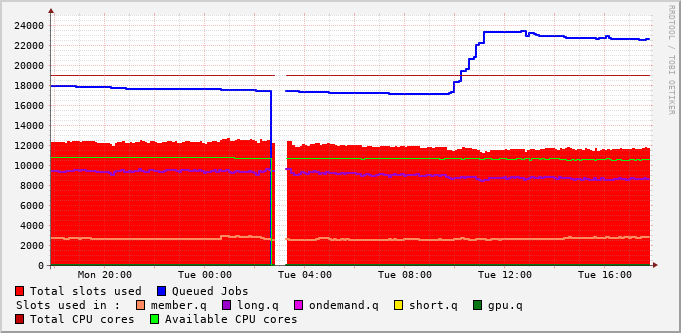 RRDTOOL / TOBI OETIKER
24000
22000
20000
18000
16000
14000
12000
10000
8000
6000
4000
2000
0
Mon 20:00 Tue 00:00 Tue 04:00 Tue 08:00 Tue 12:00 Tue 16:00
Total slots used Queued Jobs
Slots used in : member.q long.q ondemand.q short.q gpu.q
Total CPU cores Available CPU cores